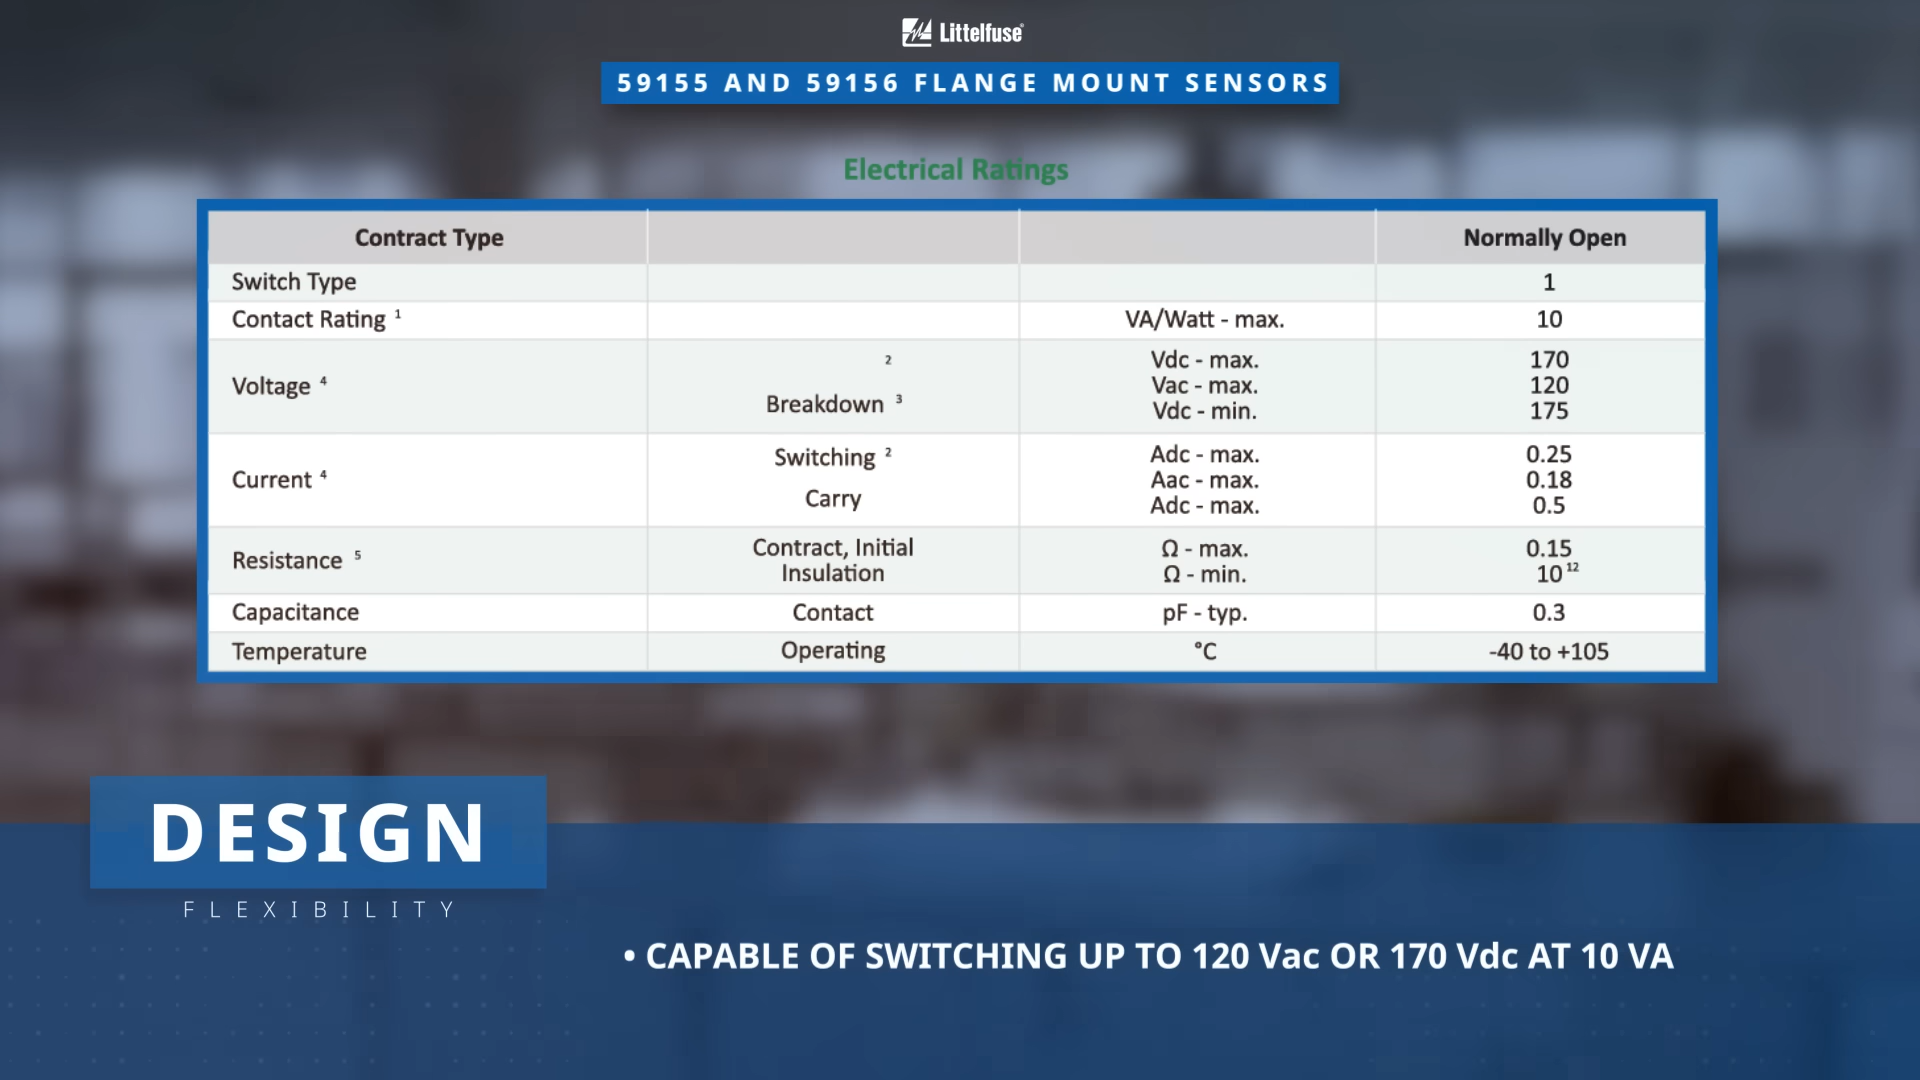 Littelfuse
59155 AND 59156 FLANGE MOUNT SENSORS
Electrical Ratings
Contract Type Normally Open
Switch Type 1
Contact Rating 1 VA/Watt - max. 10
Voltage 4
2
Breakdown 3
Vdc - max. 170
Vac - max. 120
Vdc - min. 175
Current 4
Switching 2
Carry
Adc - max. 0.25
Aac - max. 0.18
Adc - max. 0.5
Resistance 5
Contract, Initial Ω - max. 0.15
Insulation Ω - min. 10 12
Capacitance Contact pF - typ. 0.3
Temperature Operating °C -40 to +105
DESIGN
FLEXIBILITY
• CAPABLE OF SWITCHING UP TO 120 Vac OR 170 Vdc AT 10 VA